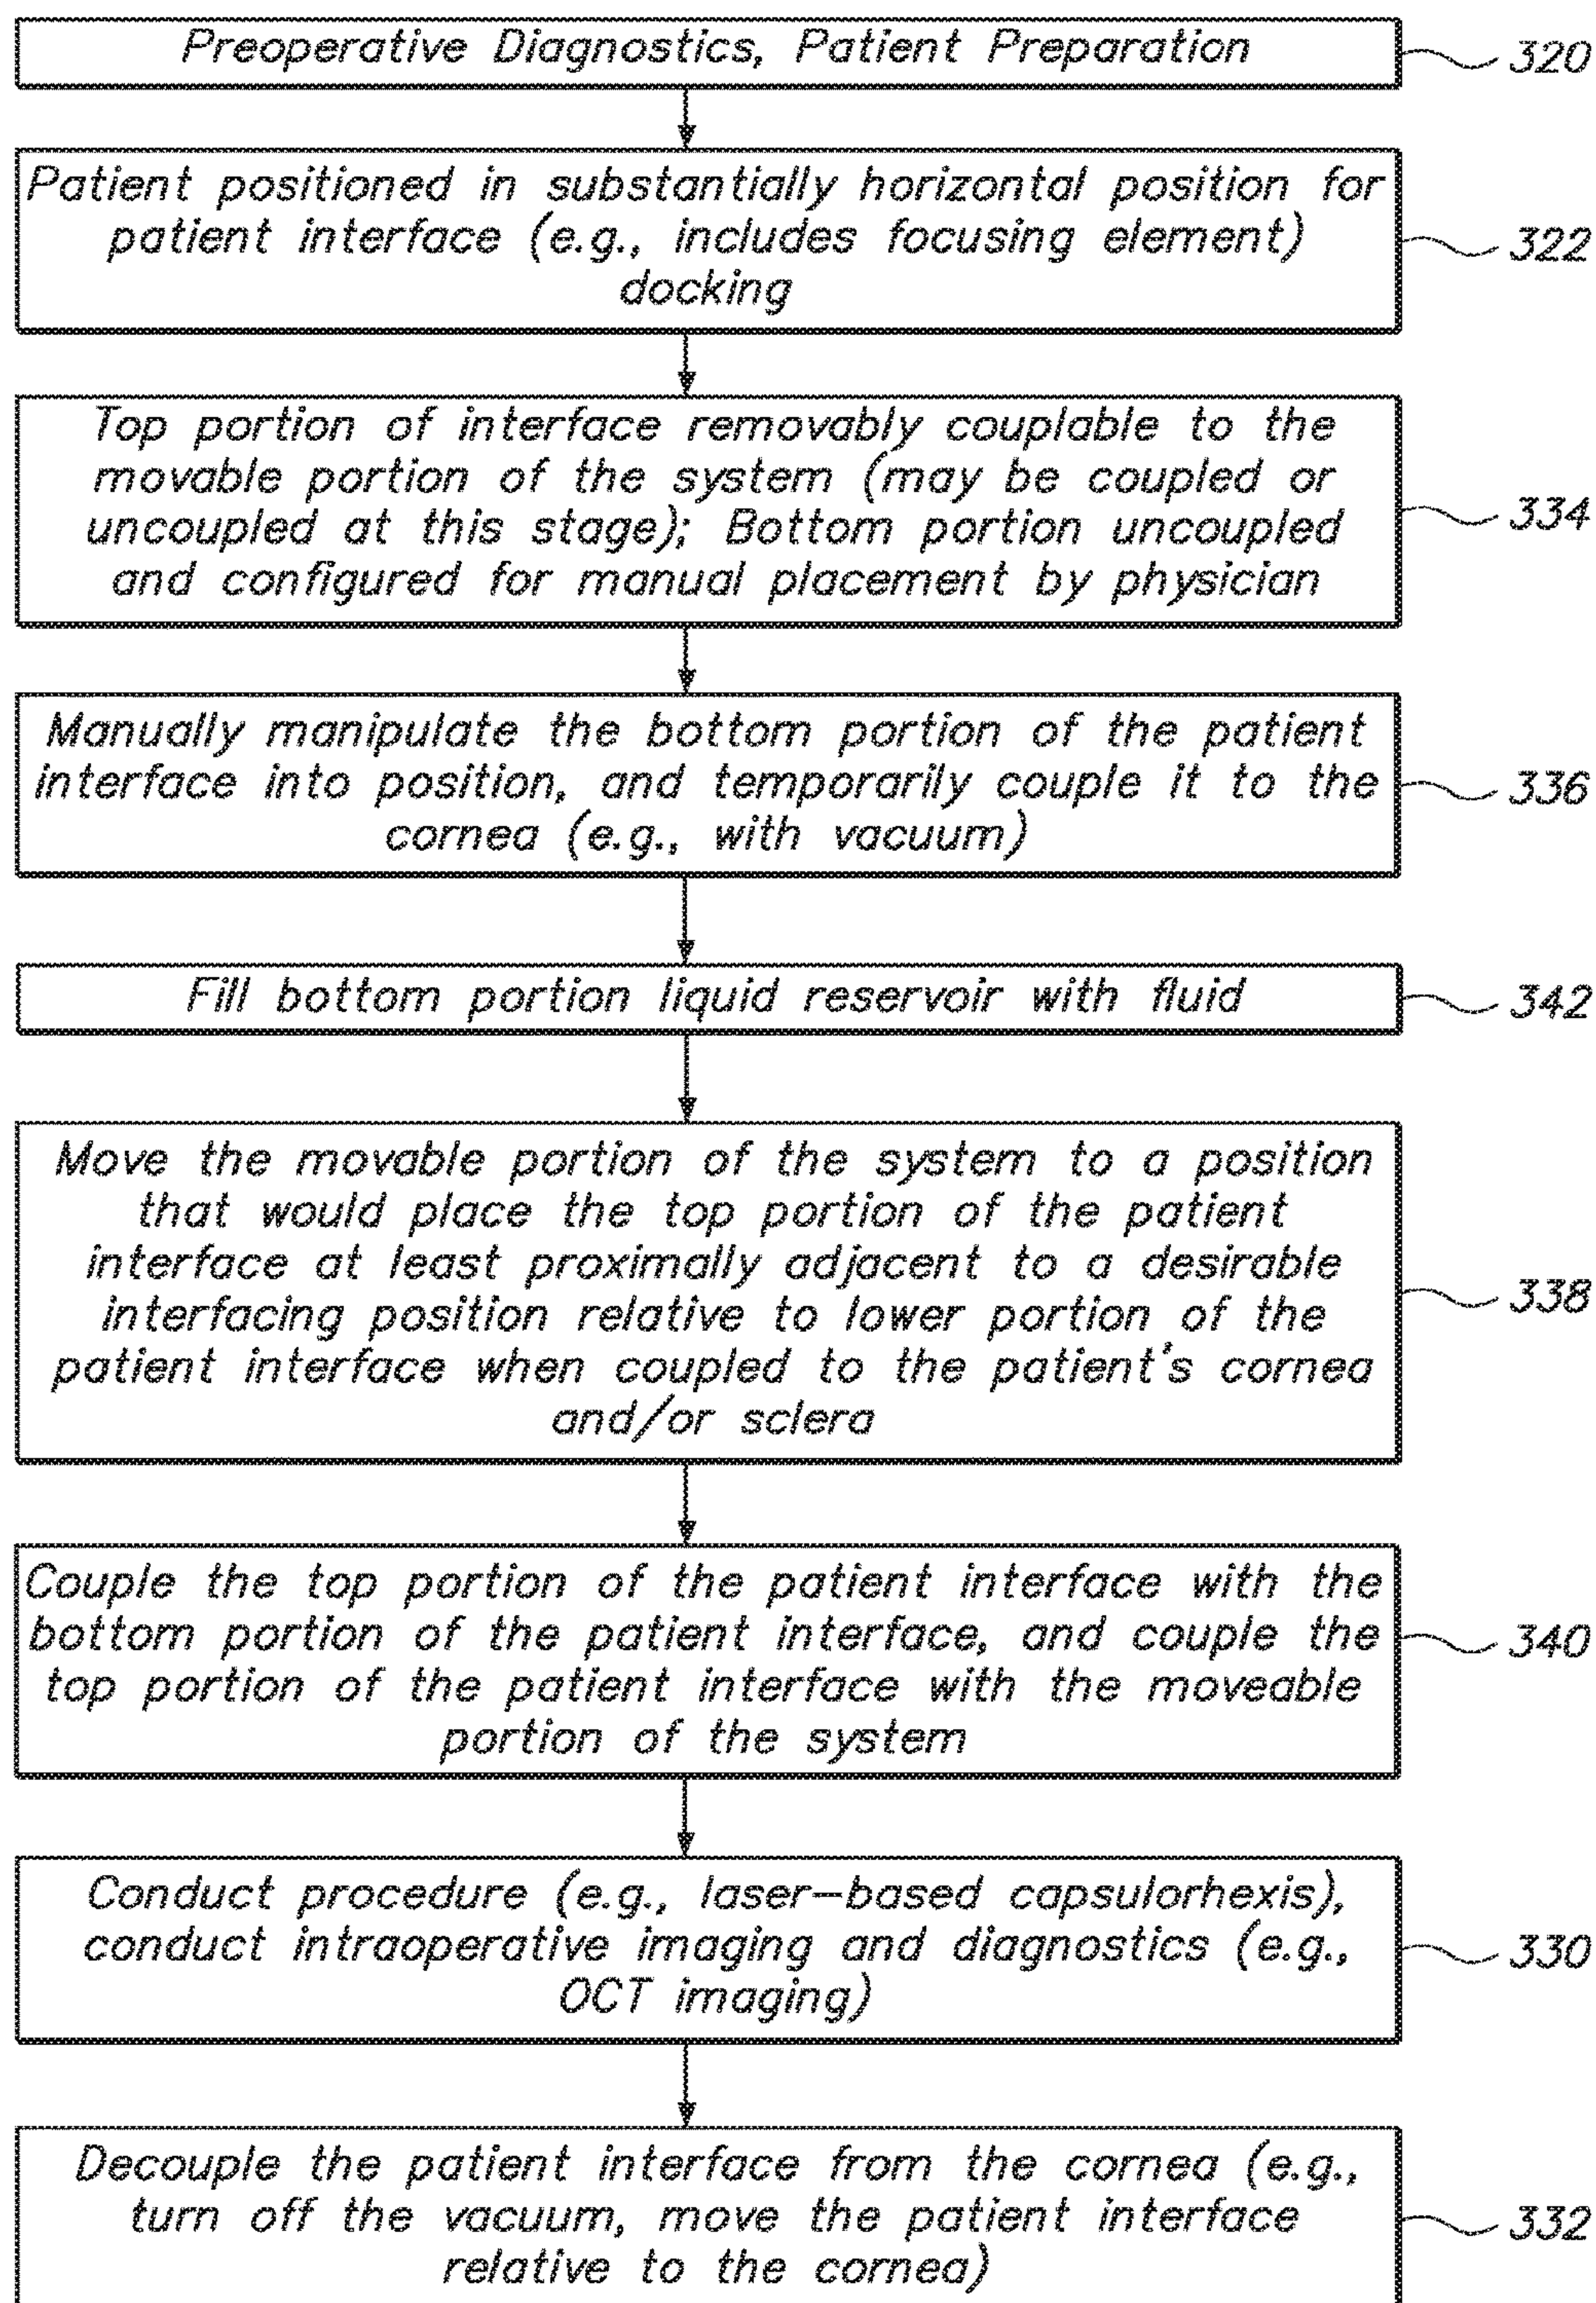 Preoperative Diagnostics, Patient Preparation
320
Patient positioned in substantially horizontal position for
patient interface (e.g., includes focusing element)
docking
322
Top portion of interface removably couplable to the
movable portion of the system (may be coupled or
uncoupled at this stage); Bottom portion uncoupled
and configured for manual placement by physician
334
Manually manipulate the bottom portion of the patient
interface into position, and temporarily couple it to the
cornea (e.g., with vacuum)
336
Fill bottom portion liquid reservoir with fluid
342
Move the movable portion of the system to a position
that would place the top portion of the patient
interface at least proximally adjacent to a desirable
interfacing position relative to lower portion of the
patient interface when coupled to the patient's cornea
and/or sclera
338
Couple the top portion of the patient interface with the
bottom portion of the patient interface, and couple the
top portion of the patient interface with the moveable
portion of the system
340
Conduct procedure (e.g., laser-based capsulorhexis),
conduct intraoperative imaging and diagnostics (e.g.,
OCT imaging)
330
Decouple the patient interface from the cornea (e.g.,
turn off the vacuum, move the patient interface
relative to the cornea)
332